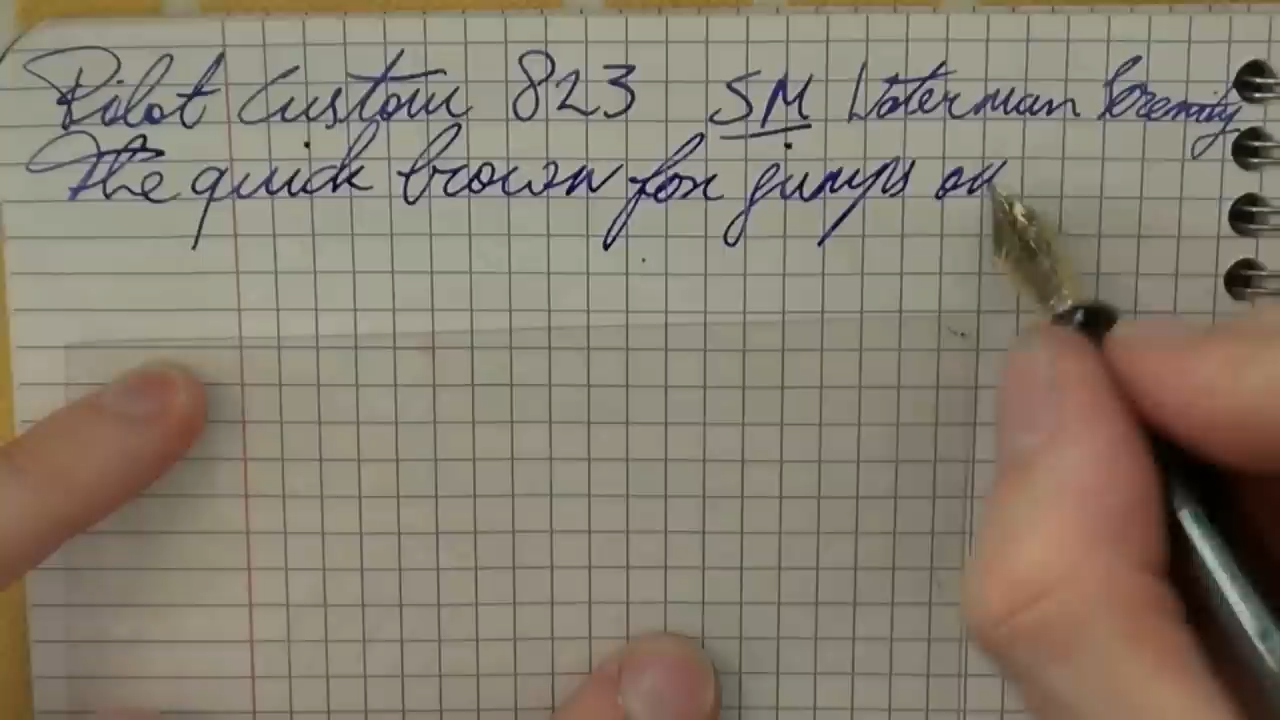 Pilot Custom 823 SM Waterman Serenity
The quick brown fox jumps ov